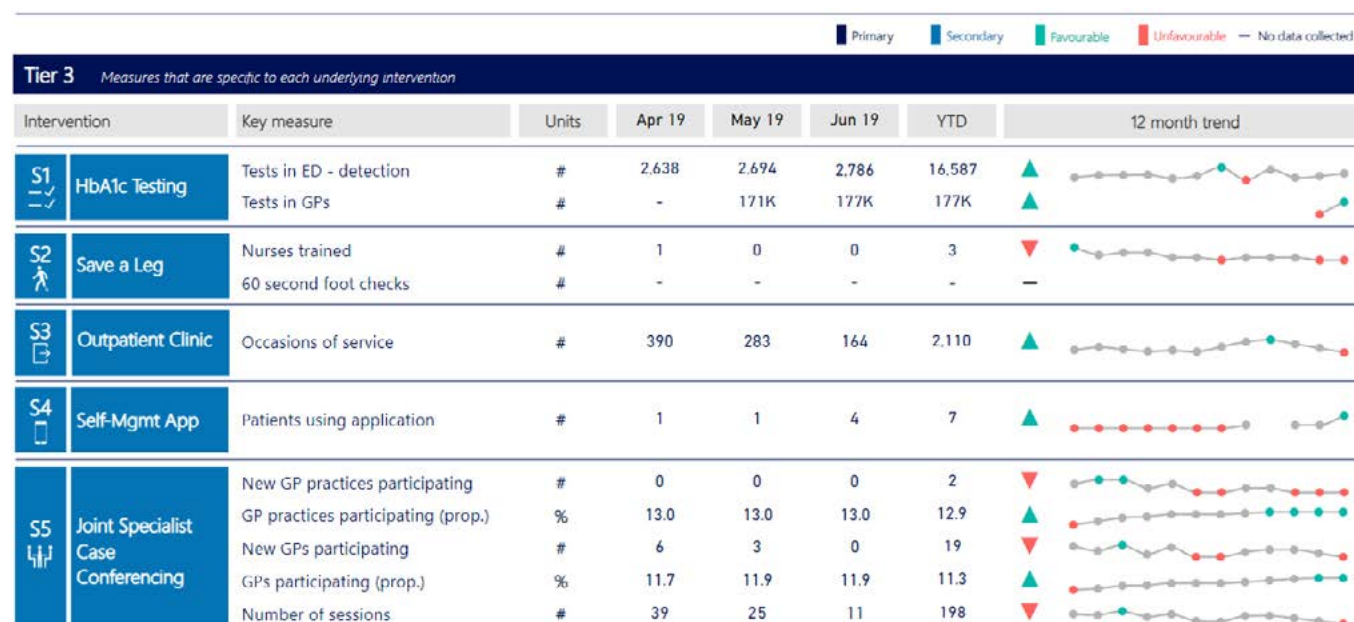 Primary Secondary Favourable Unfavourable — No data collected
Tier 3 Measures that are specific to each underlying intervention
Intervention Key measure Units Apr 19 May 19 Jun 19 YTD 12 month trend
S1 HbA1c Testing
Tests in ED - detection # 2,638 2,694 2,786 16,587
Tests in GPs # - 171K 177K 177K
S2 Save a Leg
Nurses trained # 1 0 0 3
60 second foot checks # - - - - —
S3 Outpatient Clinic Occasions of service # 390 283 164 2,110
S4 Self-Mgmt App Patients using application # 1 1 4 7
S5 Joint Specialist
Case
Conferencing
New GP practices participating # 0 0 0 2
GP practices participating (prop.) % 13.0 13.0 13.0 12.9
New GPs participating # 6 3 0 19
GPs participating (prop.) % 11.7 11.9 11.9 11.3
Number of sessions # 39 25 11 198